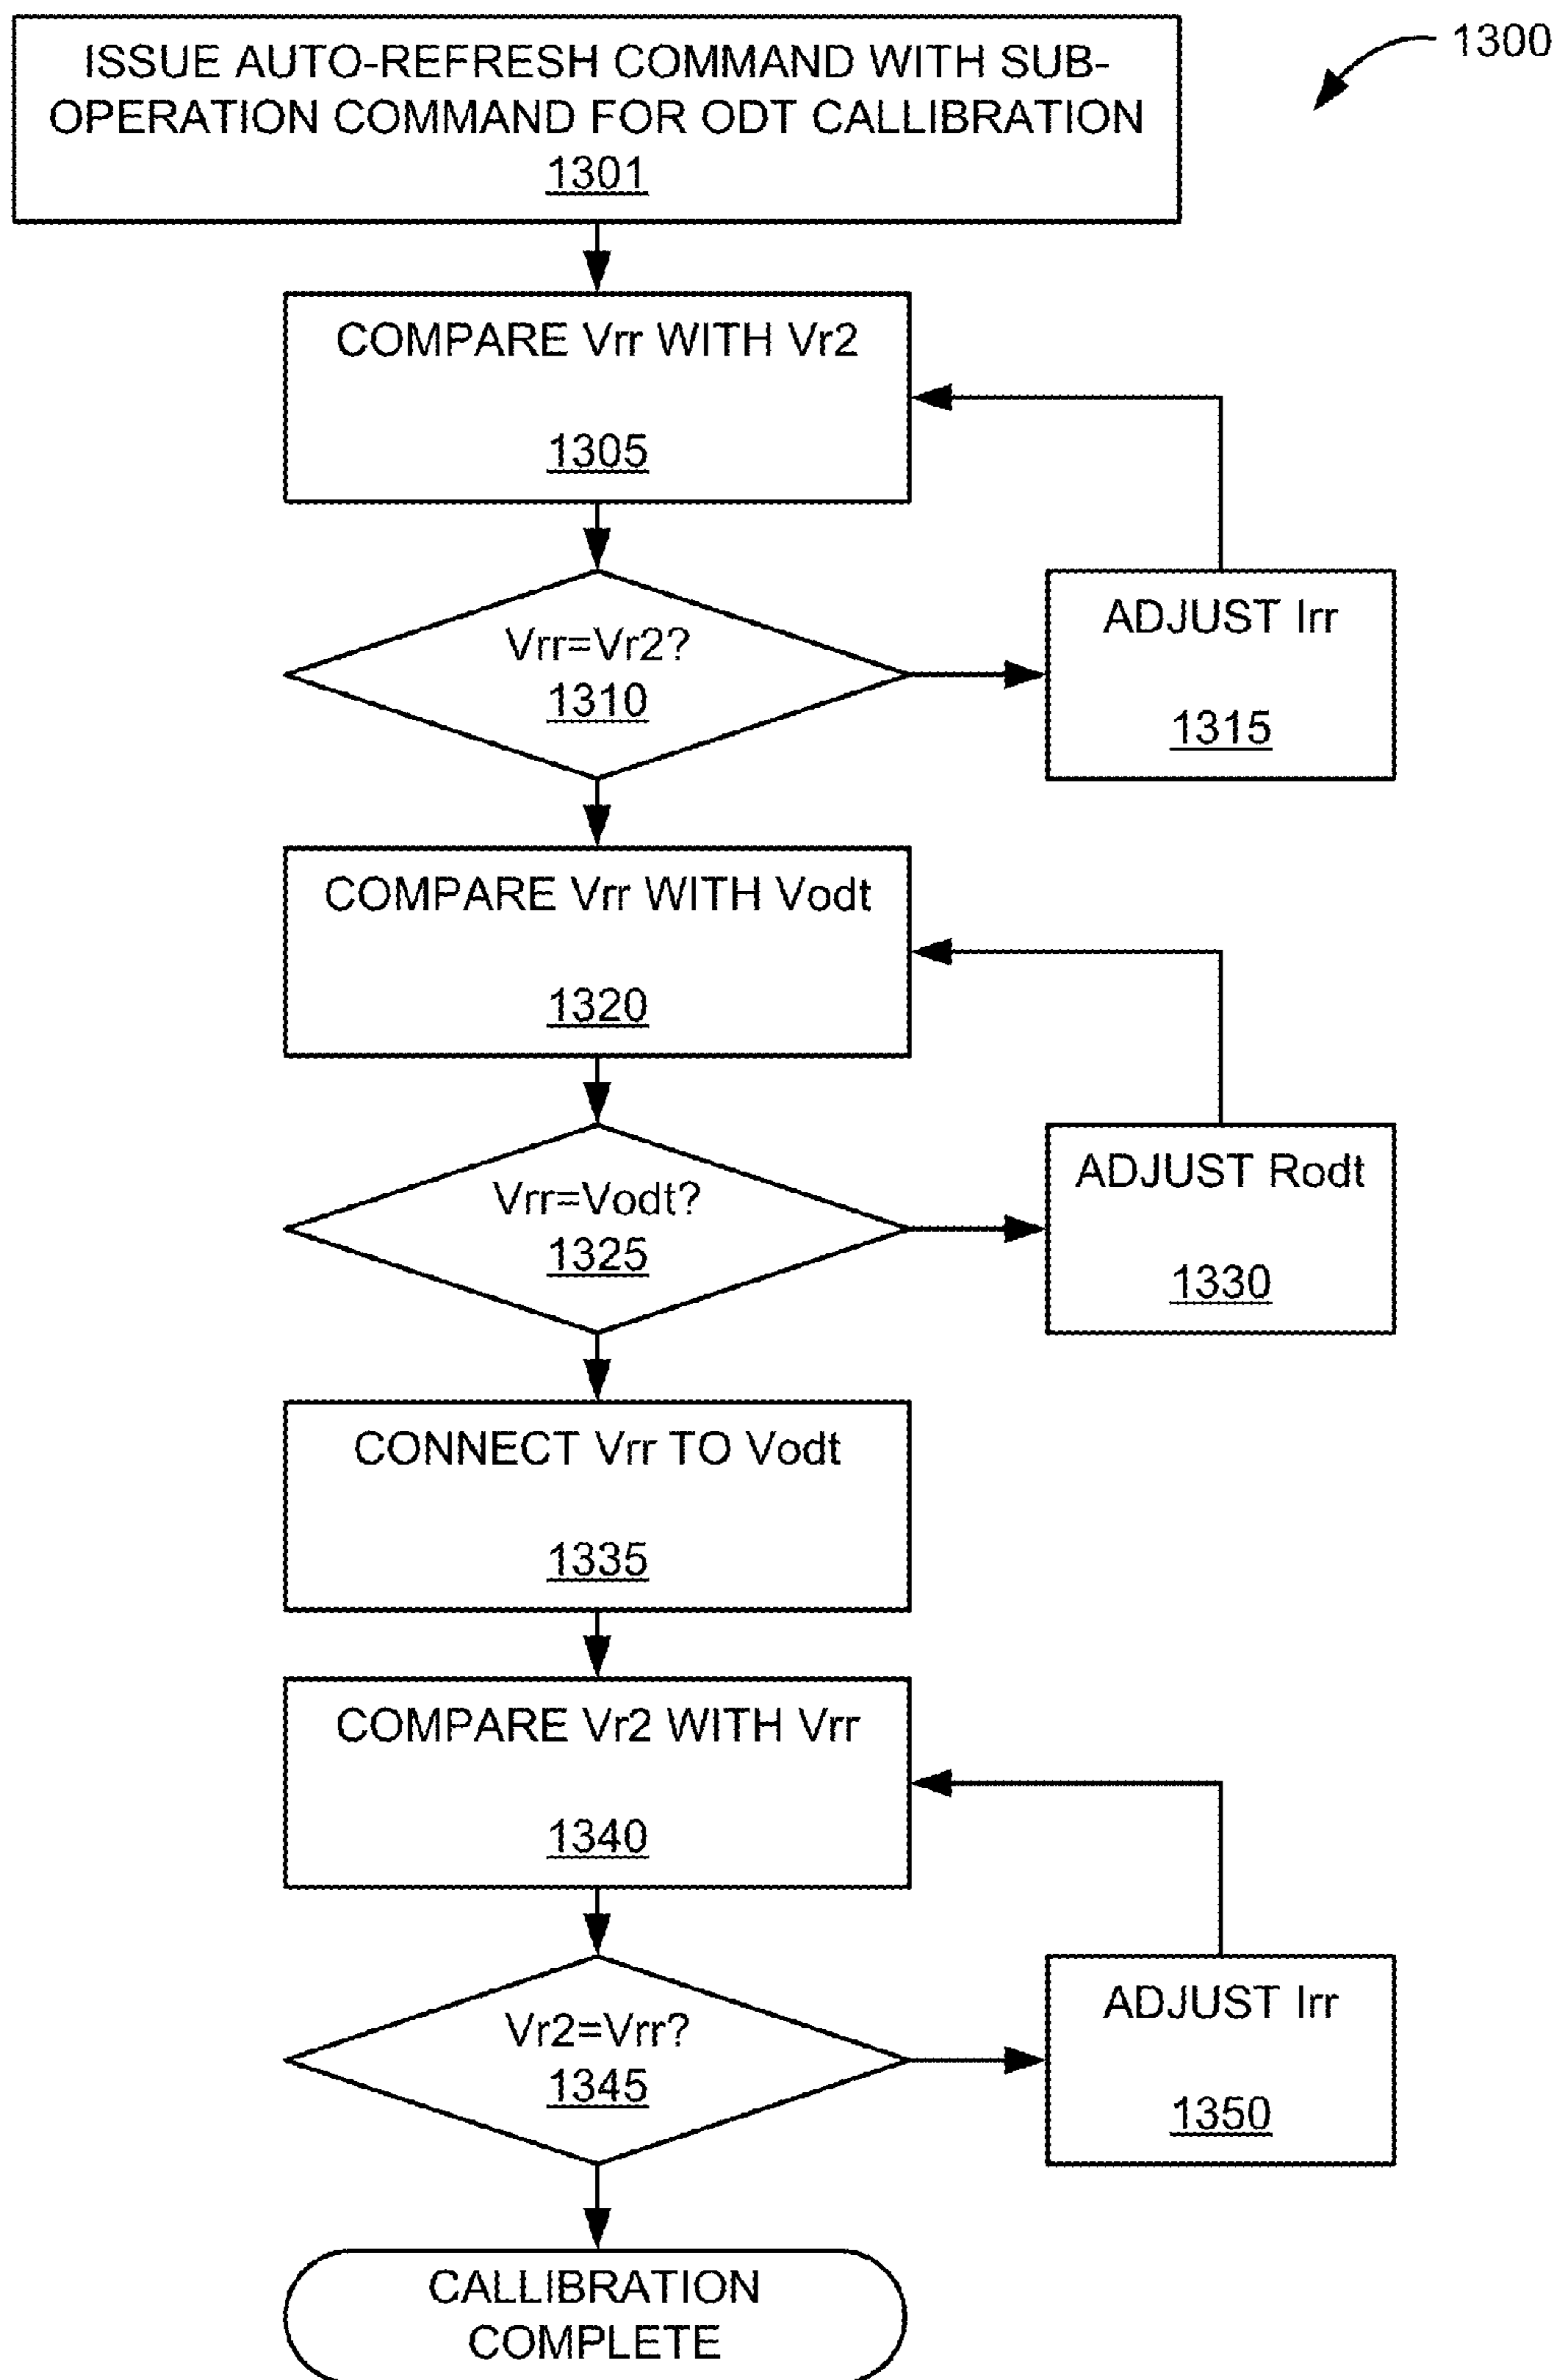 ISSUE AUTO-REFRESH COMMAND WITH SUB-
OPERATION COMMAND FOR ODT CALLIBRATION
1301
1300
COMPARE Vrr WITH Vr2
1305
Vrr=Vr2?
1310
ADJUST Irr
1315
COMPARE Vrr WITH Vodt
1320
Vrr=Vodt?
1325
ADJUST Rodt
1330
CONNECT Vrr TO Vodt
1335
COMPARE Vr2 WITH Vrr
1340
Vr2=Vrr?
1345
ADJUST Irr
1350
CALLIBRATION
COMPLETE